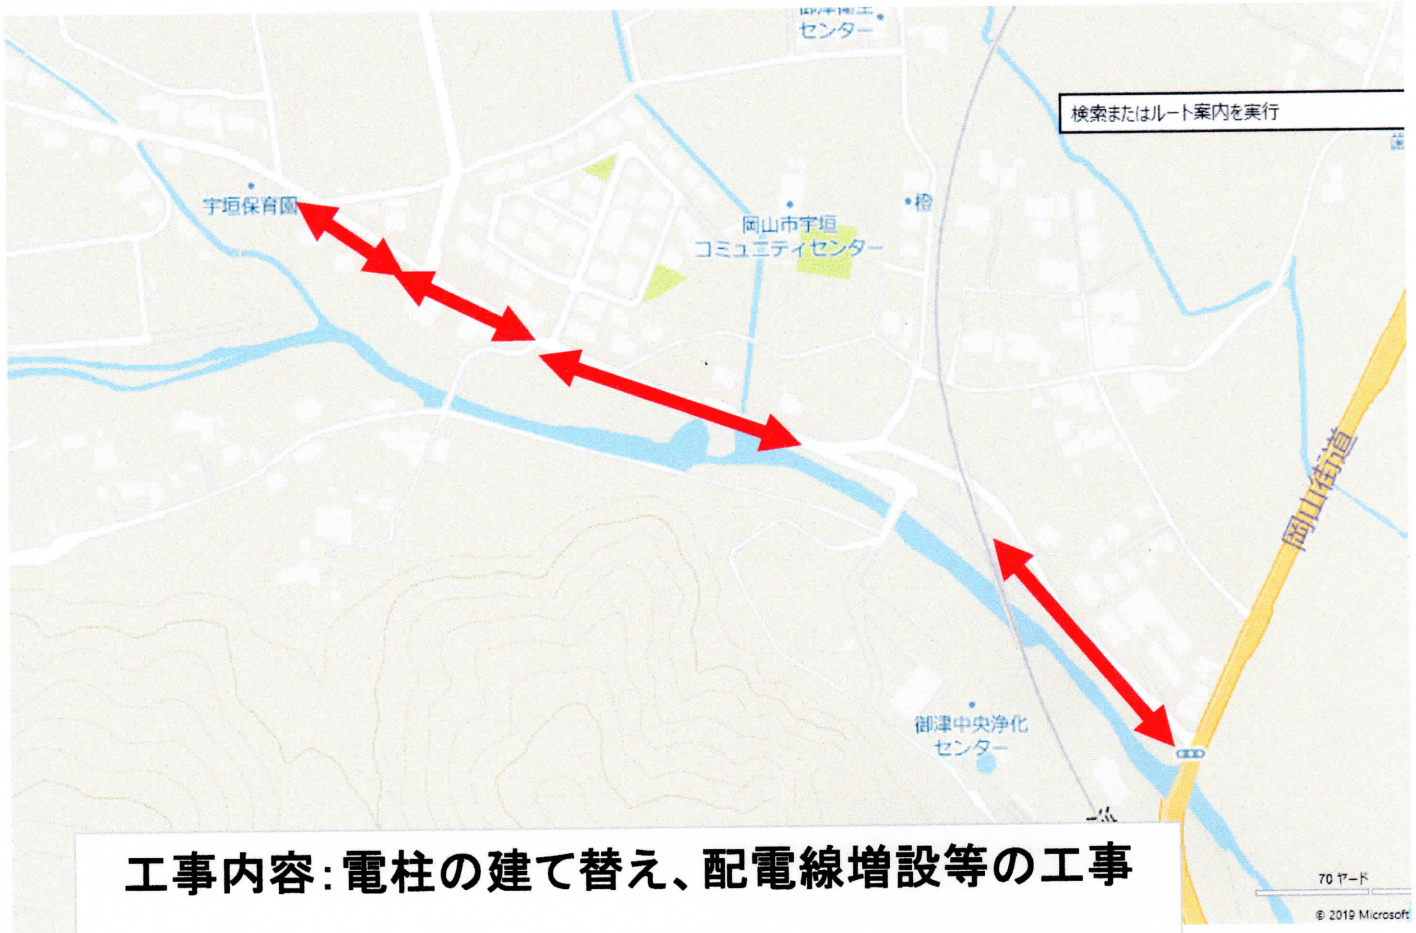 センター
検索またはルート案内を実行
宇垣保育園
岡山市宇垣
コミュニティセンター
橙
岡山街道
御津中央浄化
センター
工事内容:電柱の建て替え、配電線増設等の工事
70 ヤード
© 2019 Microsoft